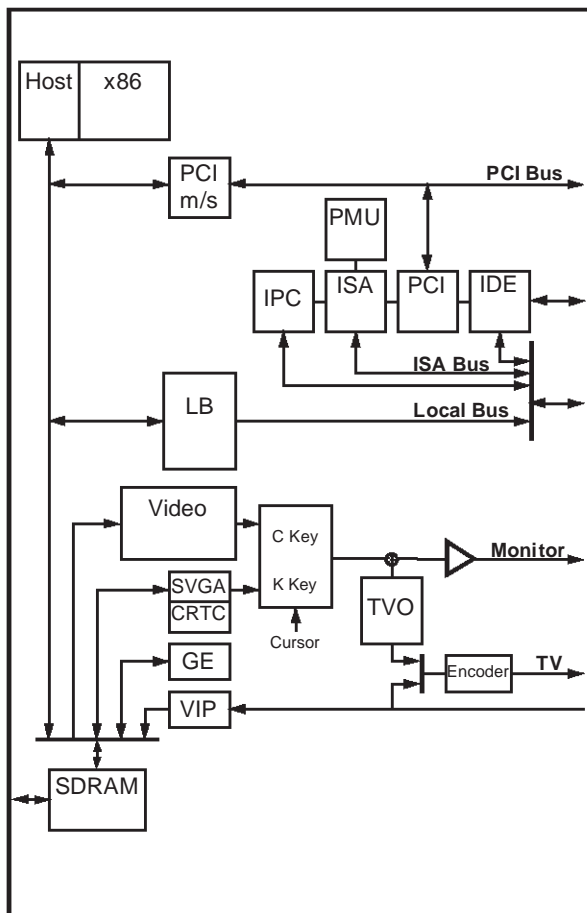 Host x86
PCI
m/s
PCI Bus
PMU
IPC
ISA
PCI
IDE
ISA Bus
LB
Local Bus
Video
C Key
K Key
Monitor
SVGA
CRTC
Cursor
TVO
GE
Encoder
TV
VIP
SDRAM